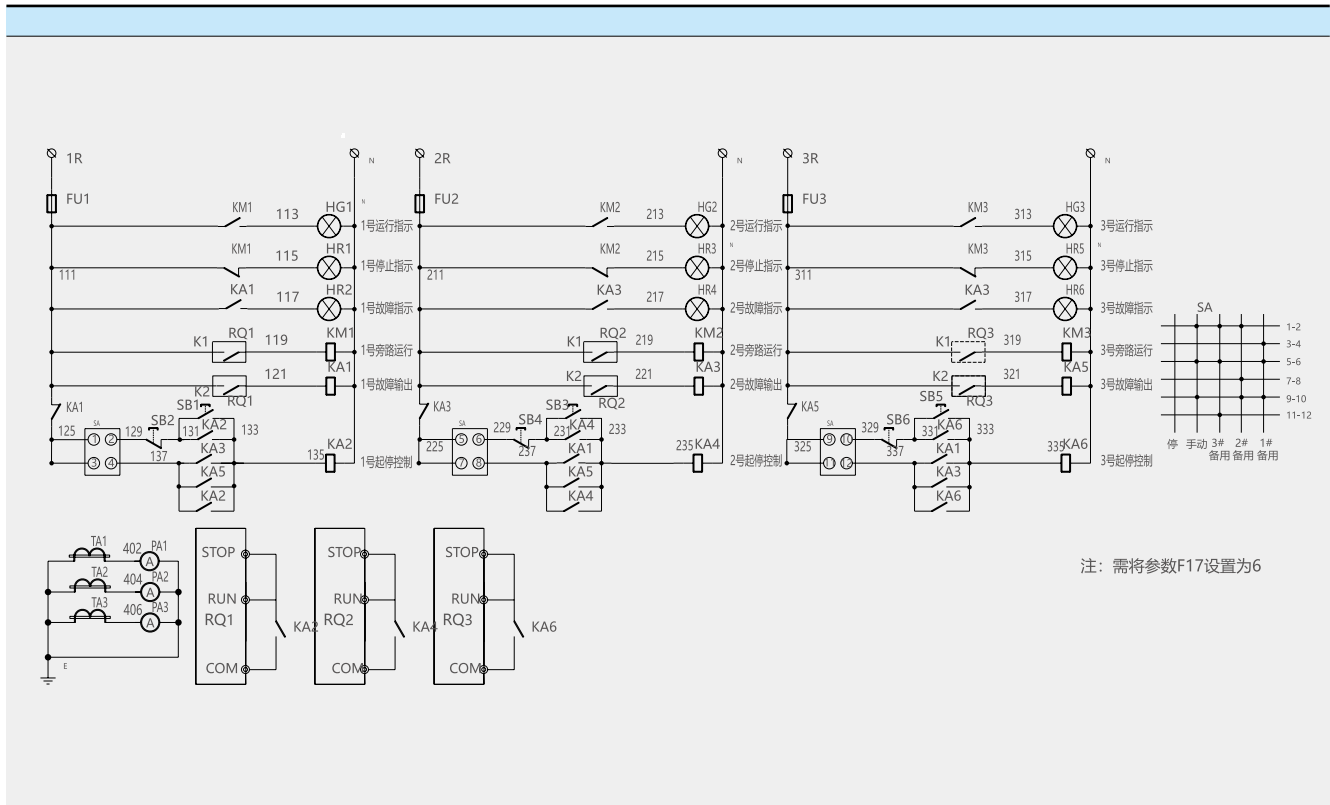 1R
N
2R
N
3R
N
FU1
N
FU2
FU3
KM1
113
HG1
1号运行指示
KM2
213
HG2
2号运行指示
KM3
313
HG3
3号运行指示
111
KM1
115
HR1
1号停止指示
211
KM2
215
HR3
N
2号停止指示
311
KM3
315
HR5
N
3号停止指示
KA1
117
HR2
1号故障指示
KA3
217
HR4
2号故障指示
KA3
317
HR6
3号故障指示
K1
RQ1
119
KM1
1号旁路运行
K1
RQ2
219
KM2
2号旁路运行
K1
RQ3
319
KM3
3号旁路运行
K2
RQ1
121
KA1
1号故障输出
K2
RQ2
221
KA3
2号故障输出
K2
RQ3
321
KA5
3号故障输出
KA1
125
SA
1 2
3 4
129
SB2
137
SB1
131
KA2
133
KA3
KA5
KA2
135
KA2
1号起停控制
KA3
225
SA
5 6
7 8
229
SB4
237
SB3
231
KA4
233
KA1
KA5
KA4
235
KA4
2号起停控制
KA5
325
SA
9 10
11 12
329
SB6
337
SB5
331
KA6
333
KA1
KA3
KA6
335
KA6
3号起停控制
SA
1-2
3-4
5-6
7-8
9-10
11-12
停 手动 3# 2# 1#
备用 备用 备用
TA1
402
PA1
A
TA2
404
PA2
A
TA3
406
PA3
A
E
STOP
RUN
RQ1
COM
KA2
STOP
RUN
RQ2
COM
KA4
STOP
RUN
RQ3
COM
KA6
注：需将参数F17设置为6